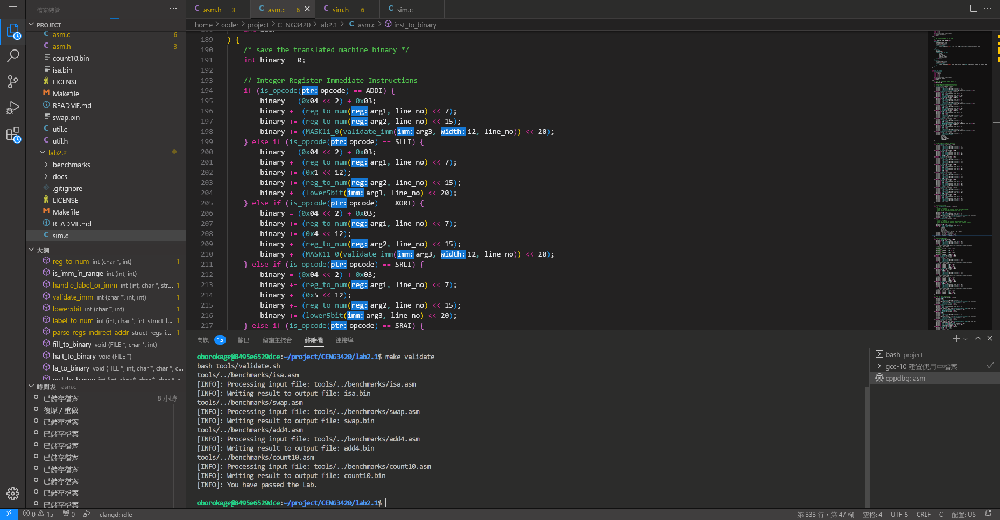 檔案總管
asm.h 3
asm.c 6
sim.h 6
sim.c
PROJECT
home > coder > project > CENG3420 > lab2.1 > C asm.c > inst_to_binary
asm.c 6
asm.h 3
count10.bin
isa.bin
LICENSE
Makefile
README.md
swap.bin
util.c
util.h
lab2.2
benchmarks
docs
.gitignore
LICENSE
Makefile
README.md
sim.c
大綱
reg_to_num int (char *, int) 1
is_imm_in_range int (int, int)
handle_label_or_imm int (int, char *, str... 1
validate_imm int (char *, int, int) 1
lower5bit int (char *, int) 1
label_to_num int (int, char *, int, struct_l... 1
parse_regs_indirect_addr struct_regs_i... 1
fill_to_binary void (FILE *, char *, int)
halt_to_binary void (FILE *)
la_to_binary void (FILE *, int, char *, char *, c...
inst_to_binary int (int, char *, char *, char *, c
時間表 asm.c
已儲存檔案 8 小時
復原 / 重做
已儲存檔案
已儲存檔案
已儲存檔案
已儲存檔案
已儲存檔案
已儲存檔案
已儲存檔案
已儲存檔案
188 int addr
189 ) {
190 /* save the translated machine binary */
191 int binary = 0;
192
193 // Integer Register-Immediate Instructions
194 if (is_opcode(ptr: opcode) == ADDI) {
195 binary = (0x04 << 2) + 0x03;
196 binary += (reg_to_num(reg: arg1, line_no) << 7);
197 binary += (reg_to_num(reg: arg2, line_no) << 15);
198 binary += (MASK11_0(validate_imm(imm: arg3, width: 12, line_no)) << 20);
199 } else if (is_opcode(ptr: opcode) == SLLI) {
200 binary = (0x04 << 2) + 0x03;
201 binary += (reg_to_num(reg: arg1, line_no) << 7);
202 binary += (0x1 << 12);
203 binary += (reg_to_num(reg: arg2, line_no) << 15);
204 binary += (lower5bit(imm: arg3, line_no) << 20);
205 } else if (is_opcode(ptr: opcode) == XORI) {
206 binary = (0x04 << 2) + 0x03;
207 binary += (reg_to_num(reg: arg1, line_no) << 7);
208 binary += (0x4 << 12);
209 binary += (reg_to_num(reg: arg2, line_no) << 15);
210 binary += (MASK11_0(validate_imm(imm: arg3, width: 12, line_no)) << 20);
211 } else if (is_opcode(ptr: opcode) == SRLI) {
212 binary = (0x04 << 2) + 0x03;
213 binary += (reg_to_num(reg: arg1, line_no) << 7);
214 binary += (0x5 << 12);
215 binary += (reg_to_num(reg: arg2, line_no) << 15);
216 binary += (lower5bit(imm: arg3, line_no) << 20);
217 } else if (is_opcode(ptr: opcode) == SRAI) {
問題 15 輸出 偵錯主控台 終端機 連接埠
oborokage@8495e6529dce:~/project/CENG3420/lab2.1$ make validate
bash tools/validate.sh
tools/../benchmarks/isa.asm
[INFO]: Processing input file: tools/../benchmarks/isa.asm
[INFO]: Writing result to output file: isa.bin
tools/../benchmarks/swap.asm
[INFO]: Processing input file: tools/../benchmarks/swap.asm
[INFO]: Writing result to output file: swap.bin
tools/../benchmarks/add4.asm
[INFO]: Processing input file: tools/../benchmarks/add4.asm
[INFO]: Writing result to output file: add4.bin
tools/../benchmarks/count10.asm
[INFO]: Processing input file: tools/../benchmarks/count10.asm
[INFO]: Writing result to output file: count10.bin
[INFO]: You have passed the Lab.
oborokage@8495e6529dce:~/project/CENG3420/lab2.1$
bash project
gcc-10 建置使用中檔案
cppdbg: asm
0 15 0 clangd: idle
第 333 行，第 47 欄 空格: 4 UTF-8 CRLF C 配置: US